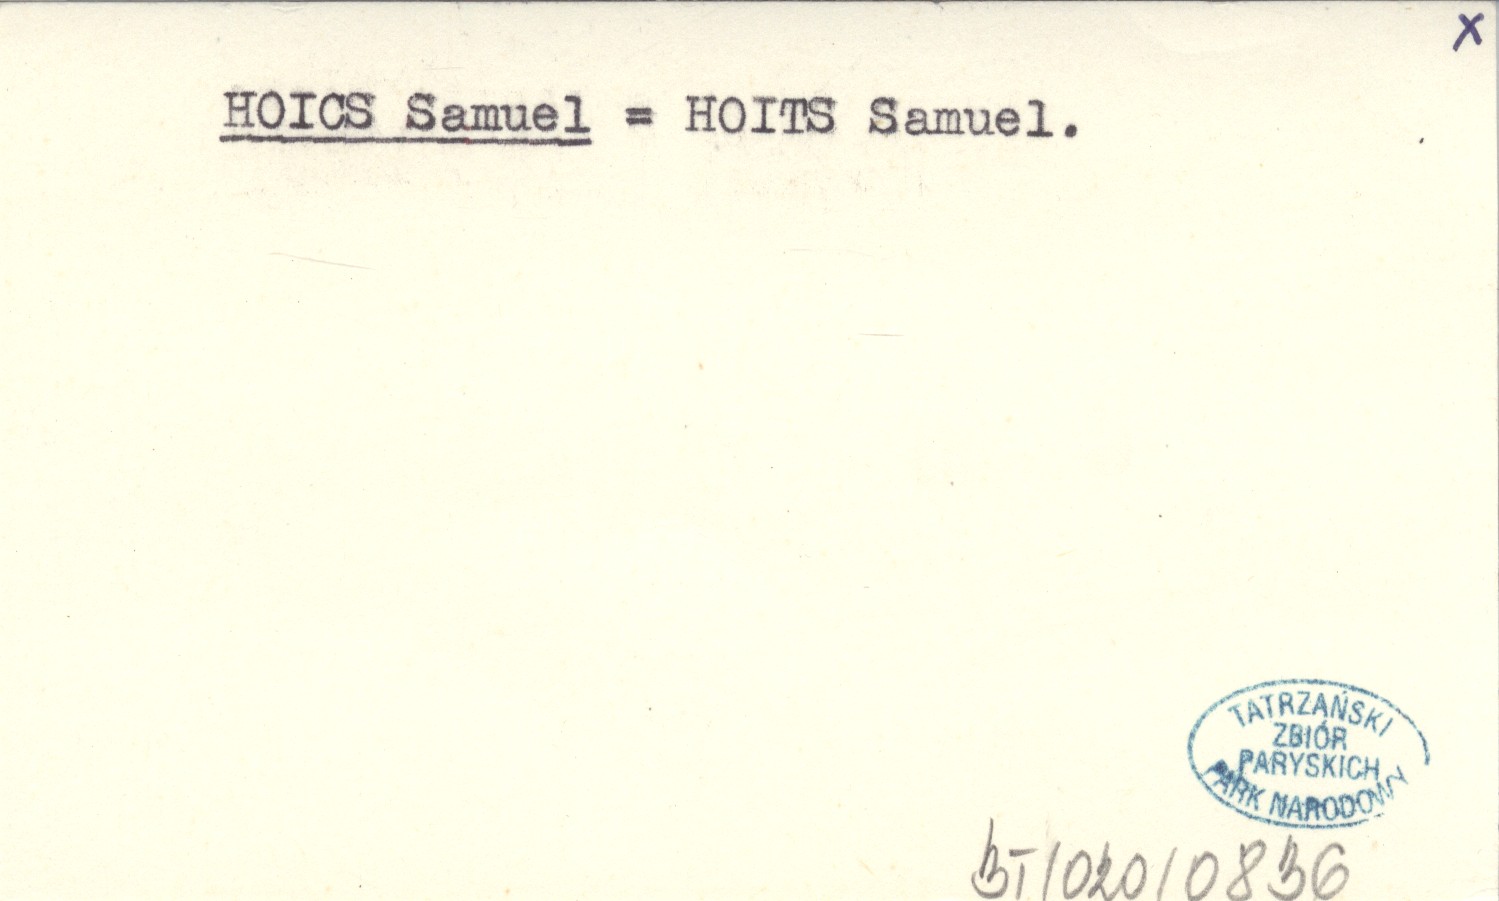 x
HOICS Samuel = HOITS Samuel.
TATRZAŃSKI
ZBIÓR
PARYSKICH
PARK NARODOWY
BT/020/0836